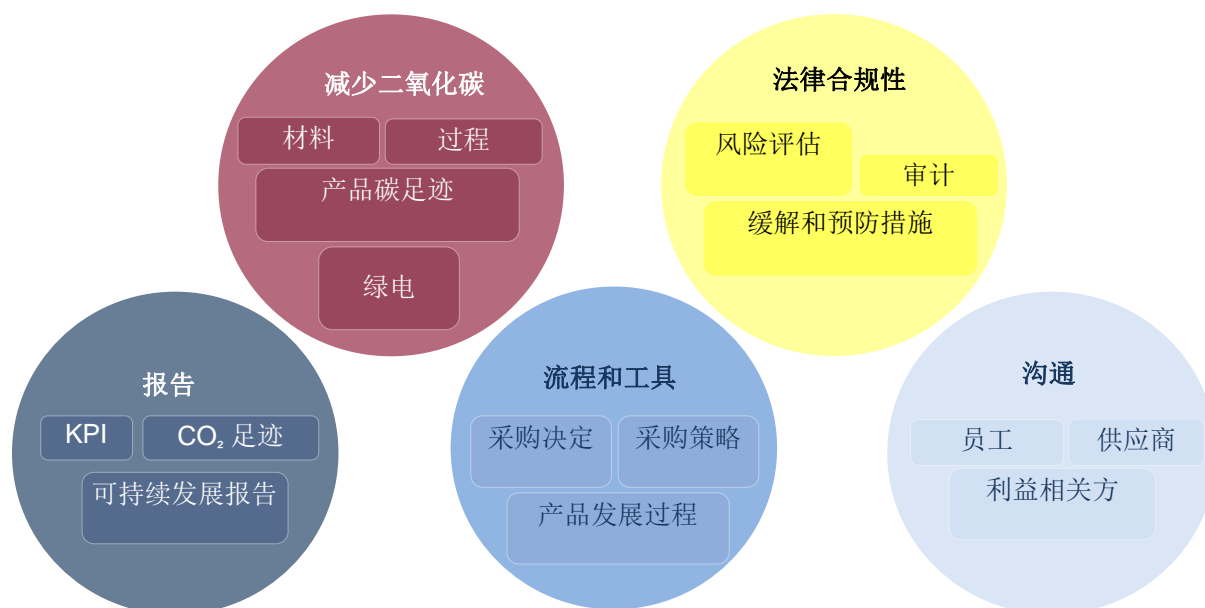 减少二氧化碳
材料
过程
产品碳足迹
绿电
法律合规性
风险评估
审计
缓解和预防措施
报告
KPI
CO₂ 足迹
可持续发展报告
流程和工具
采购决定
采购策略
产品发展过程
沟通
员工
供应商
利益相关方